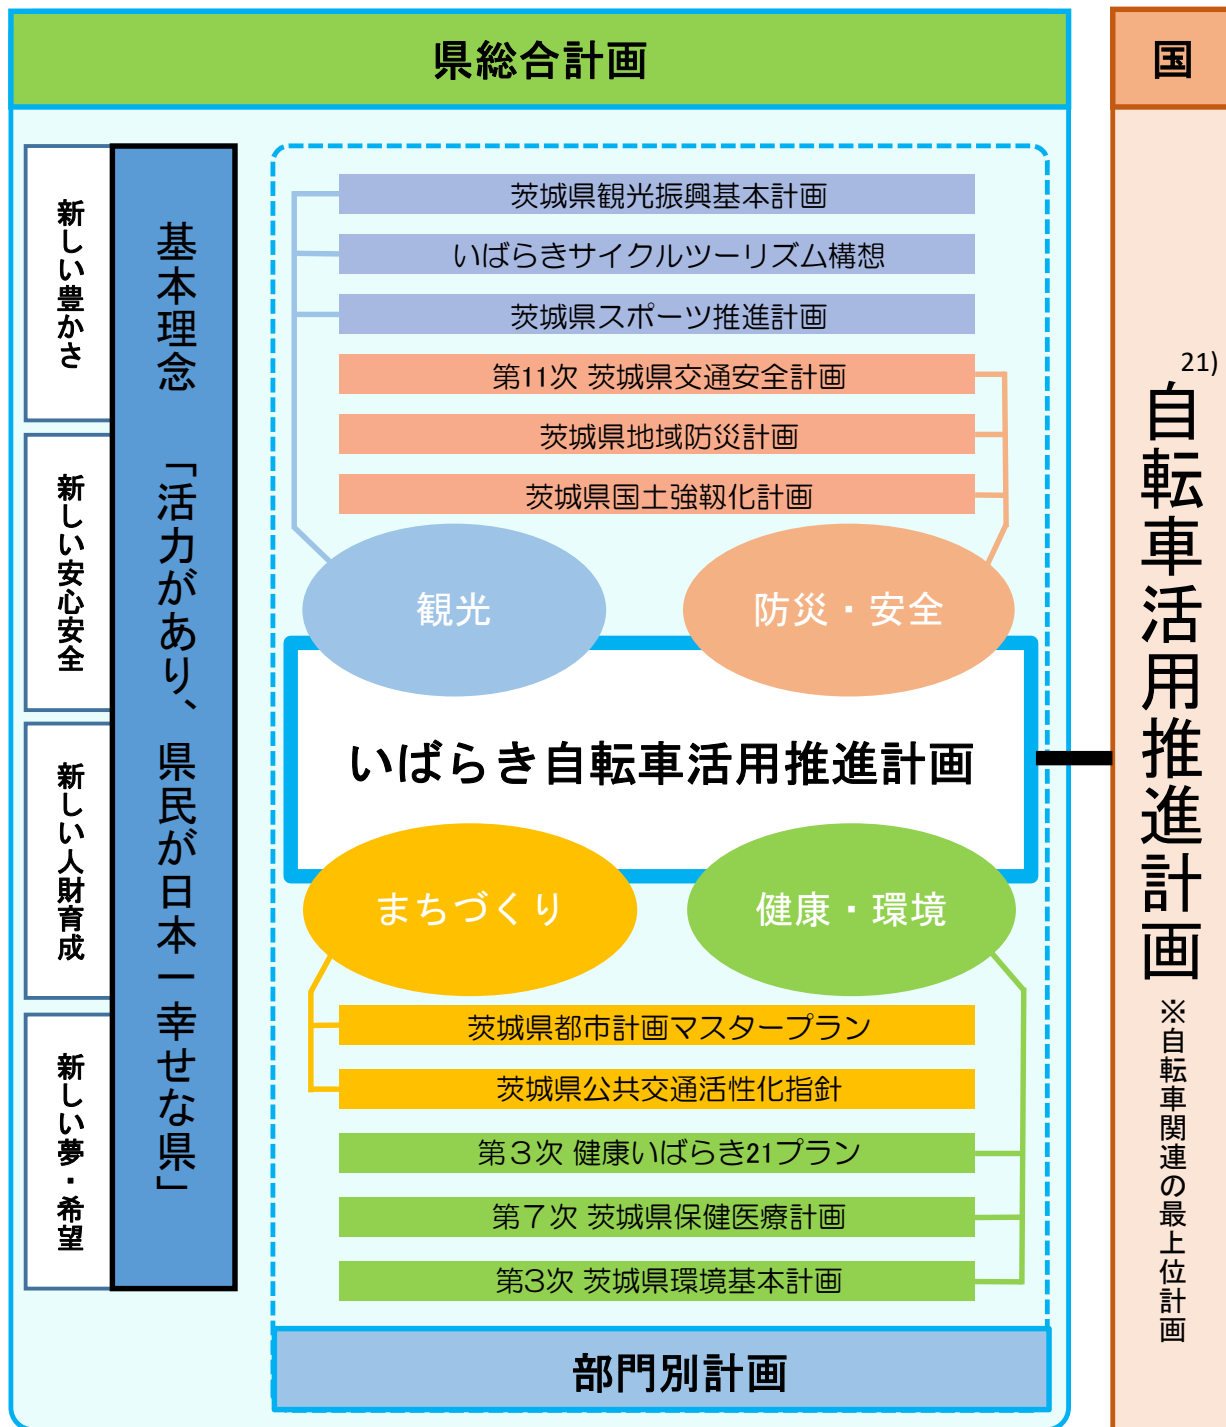 県総合計画
国
新しい豊かさ
新しい安心安全
新しい人財育成
新しい夢・希望
基本理念 「活力があり、県民が日本一幸せな県」
茨城県観光振興基本計画
いばらきサイクルツーリズム構想
茨城県スポーツ推進計画
第11次 茨城県交通安全計画
茨城県地域防災計画
茨城県国土強靱化計画
観光
防災・安全
いばらき自転車活用推進計画
まちづくり
健康・環境
茨城県都市計画マスタープラン
茨城県公共交通活性化指針
第３次 健康いばらき21プラン
第７次 茨城県保健医療計画
第3次 茨城県環境基本計画
部門別計画
21)
自転車活用推進計画
※自転車関連の最上位計画